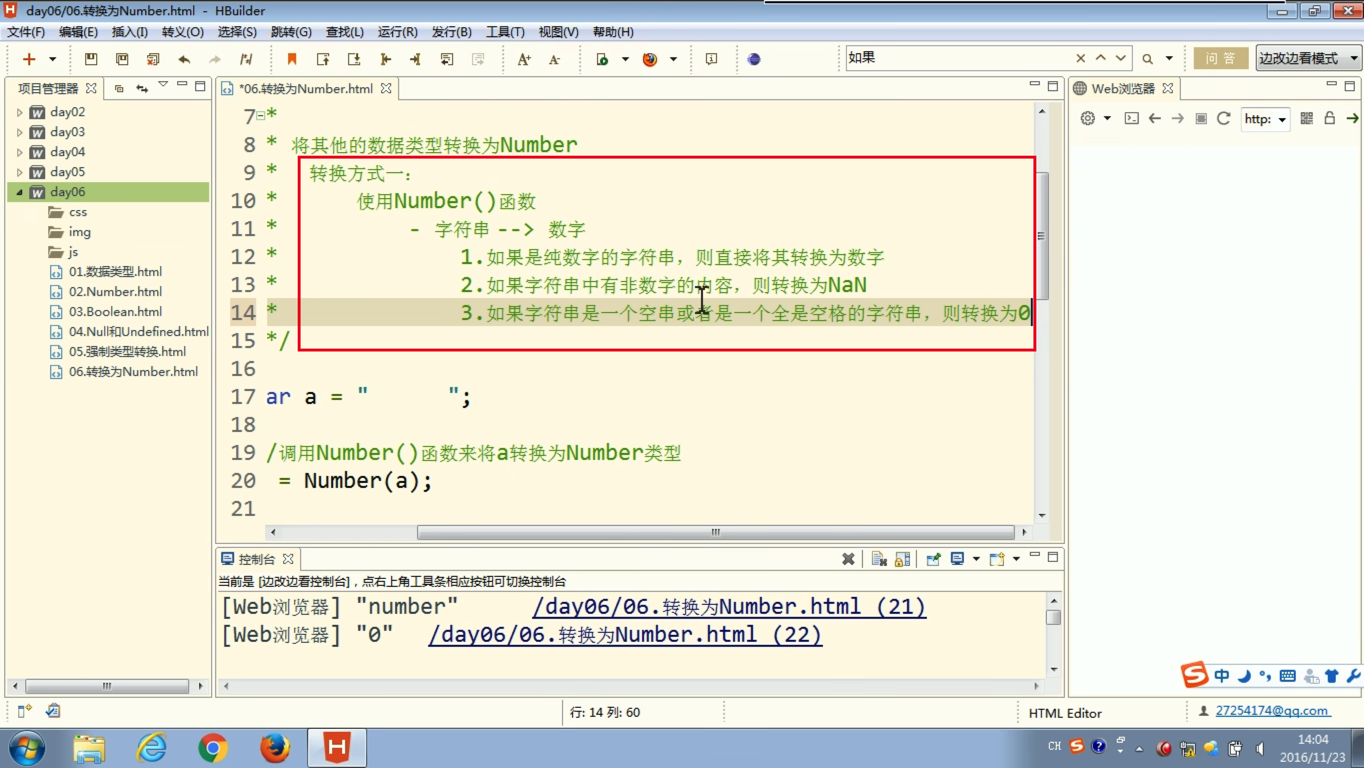 day06/06.转换为Number.html - HBuilder
文件(F) 编辑(E) 插入(I) 转义(O) 选择(S) 跳转(G) 查找(L) 运行(R) 发行(B) 工具(T) 视图(V) 帮助(H)
如果 问 答 边改边看模式
项目管理器
*06.转换为Number.html
Web浏览器
http:
day02
day03
day04
day05
day06
css
img
js
01.数据类型.html
02.Number.html
03.Boolean.html
04.Null和Undefined.html
05.强制类型转换.html
06.转换为Number.html
7 *
8 * 将其他的数据类型转换为Number
9 * 转换方式一：
10 * 使用Number()函数
11 * - 字符串 --> 数字
12 * 1.如果是纯数字的字符串，则直接将其转换为数字
13 * 2.如果字符串中有非数字的内容，则转换为NaN
14 * 3.如果字符串是一个空串或者是一个全是空格的字符串，则转换为0
15 */
16
17 ar a = "       ";
18
19 /调用Number()函数来将a转换为Number类型
20 = Number(a);
21
控制台
当前是 [边改边看控制台]，点右上角工具条相应按钮可切换控制台
[Web浏览器] "number" /day06/06.转换为Number.html (21)
[Web浏览器] "0" /day06/06.转换为Number.html (22)
中
行: 14 列: 60
HTML Editor
27254174@qq.com
CH
14:04
2016/11/23